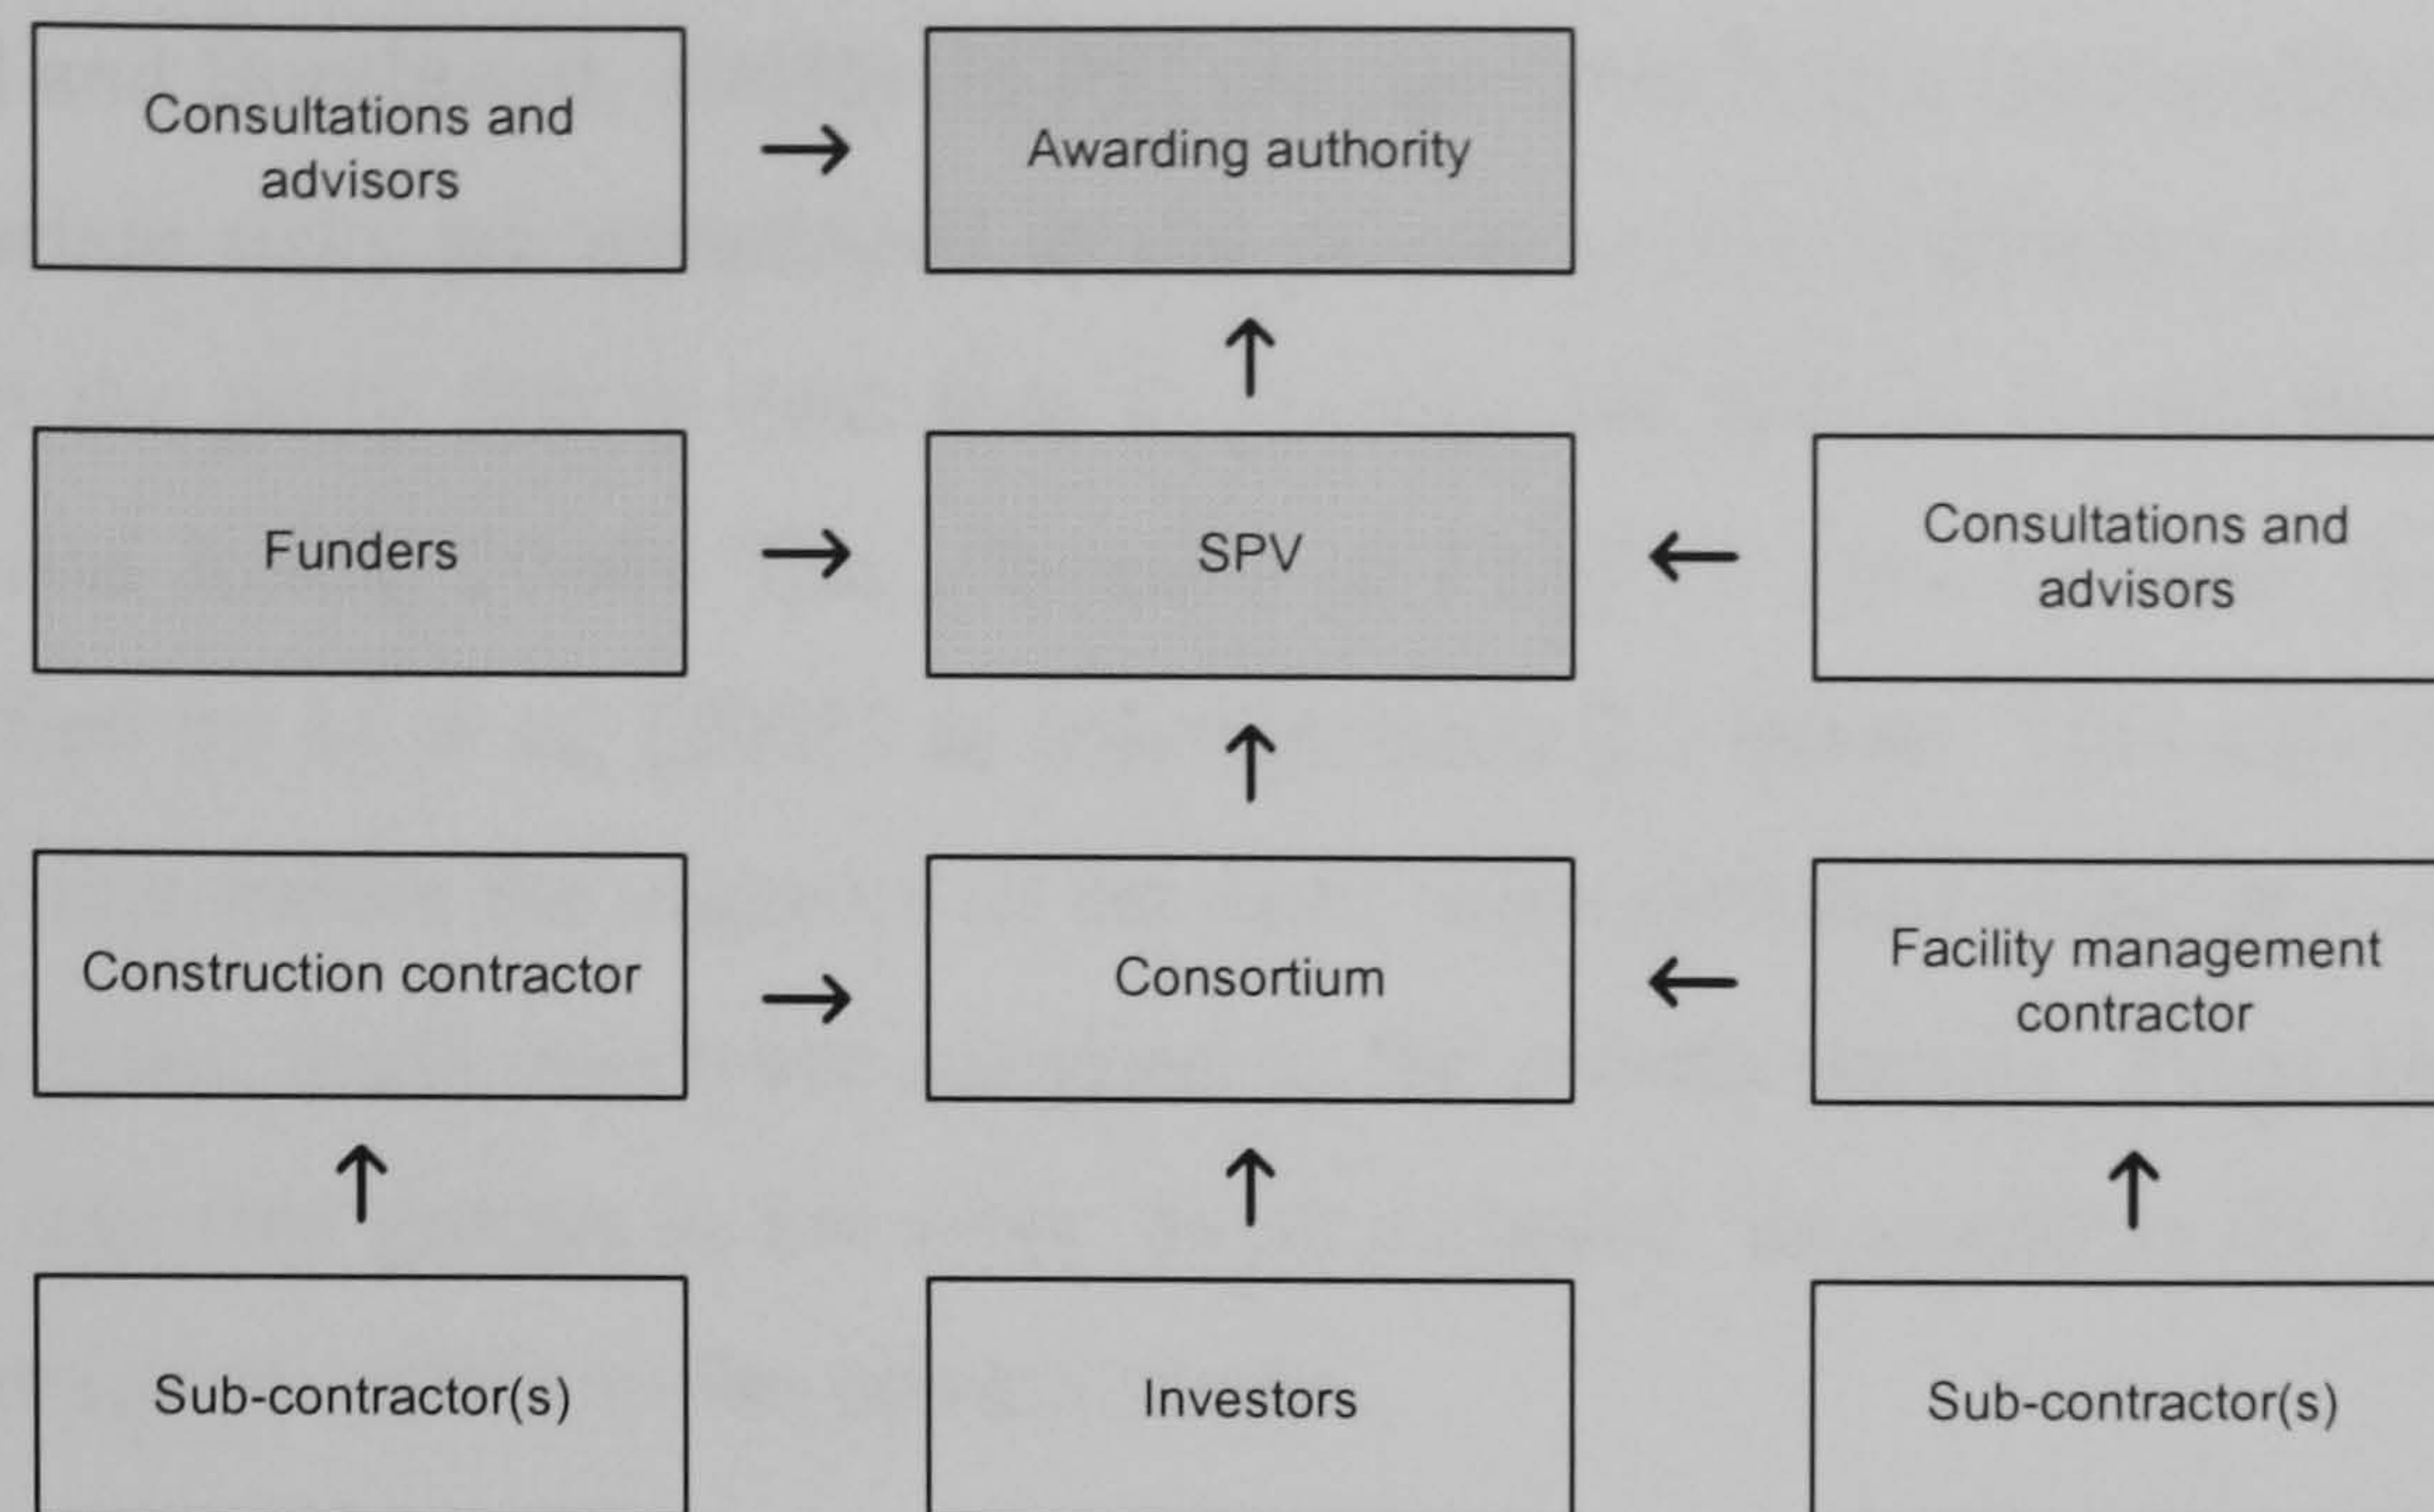 Consultations and
advisors
Awarding authority
Funders
SPV
Consultations and
advisors
Construction contractor
Consortium
Facility management
contractor
Sub-contractor(s)
Investors
Sub-contractor(s)